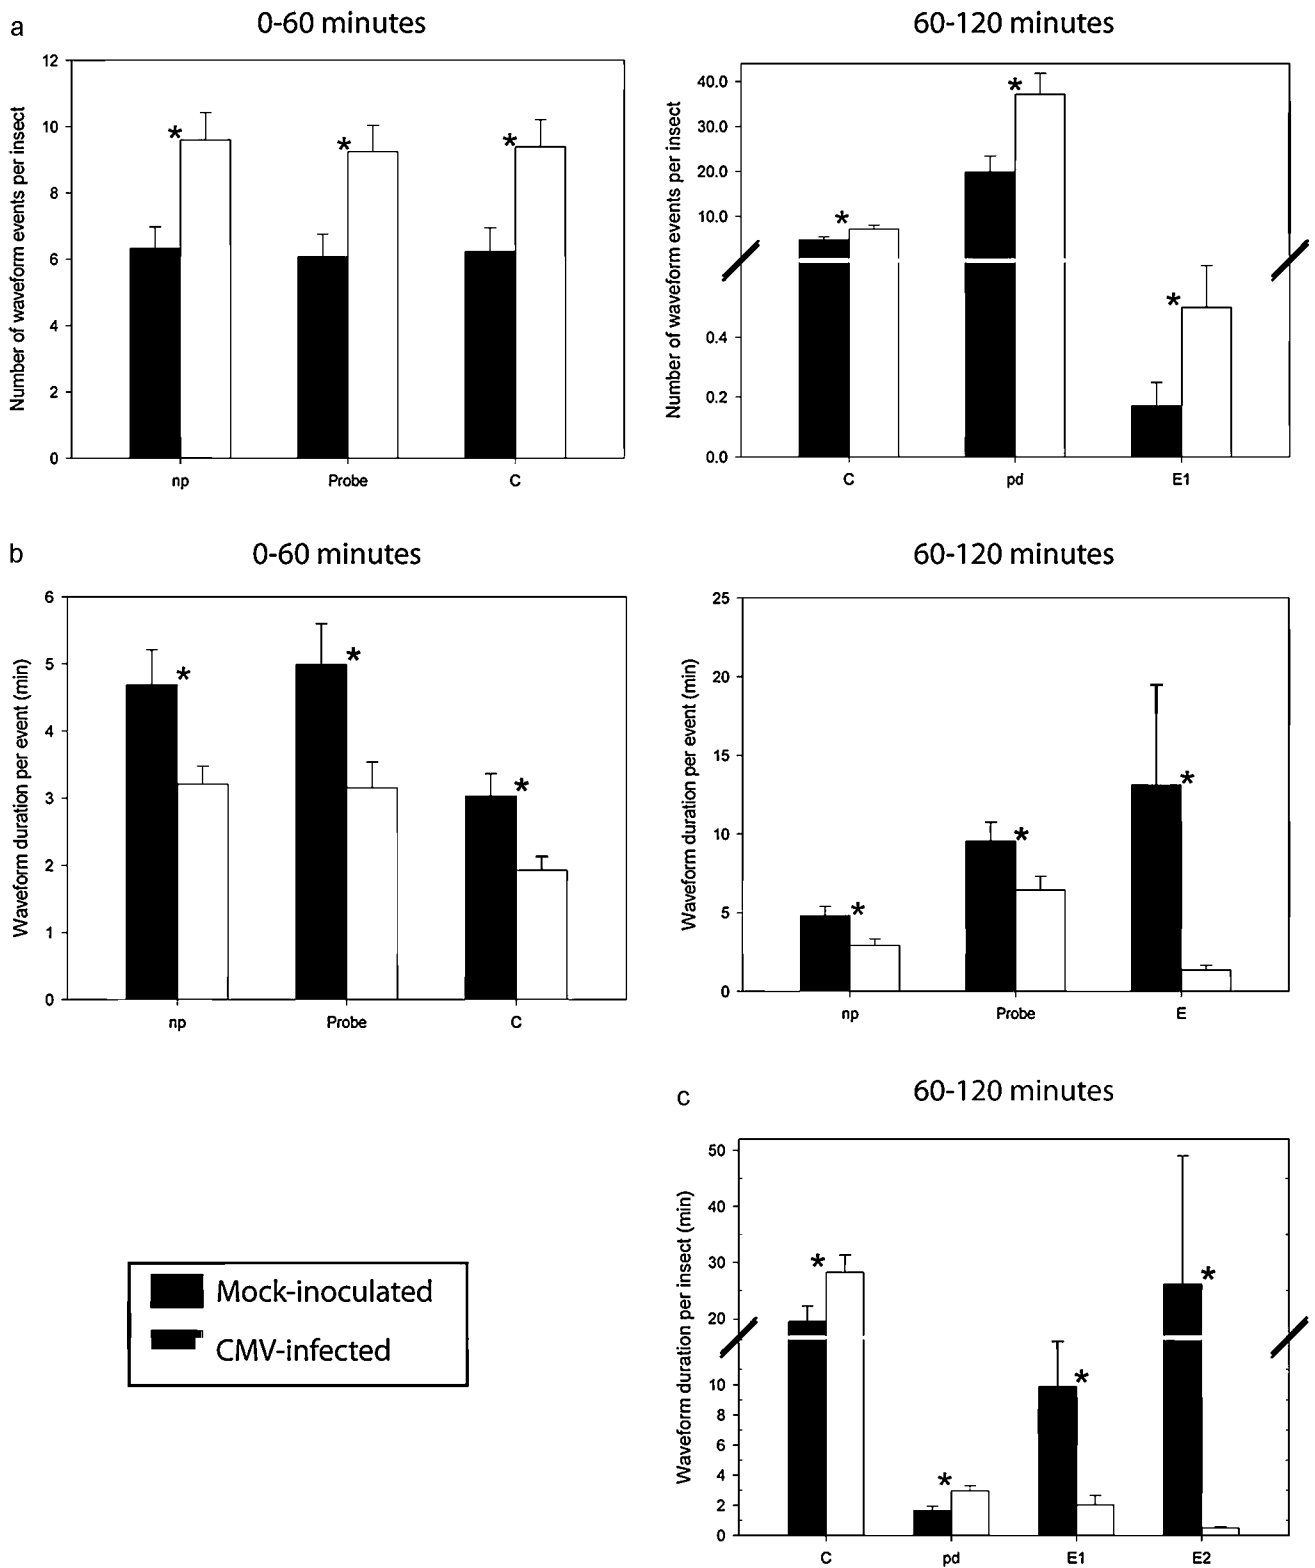 a
0-60 minutes
60-120 minutes
Number of waveform events per insect
12
10
8
6
4
2
0
np
Probe
C
Number of waveform events per insect
40.0
30.0
20.0
10.0
0.4
0.2
0.0
*
*
*
*
*
*
C
pd
E1
b
0-60 minutes
60-120 minutes
Waveform duration per event (min)
6
5
4
3
2
1
0
*
*
*
np
Probe
C
Waveform duration per event (min)
25
20
15
10
5
0
*
*
*
np
Probe
E
c
60-120 minutes
Waveform duration per insect (min)
50
40
30
20
10
8
6
4
2
0
*
*
*
*
C
pd
E1
E2
Mock-inoculated
CMV-infected